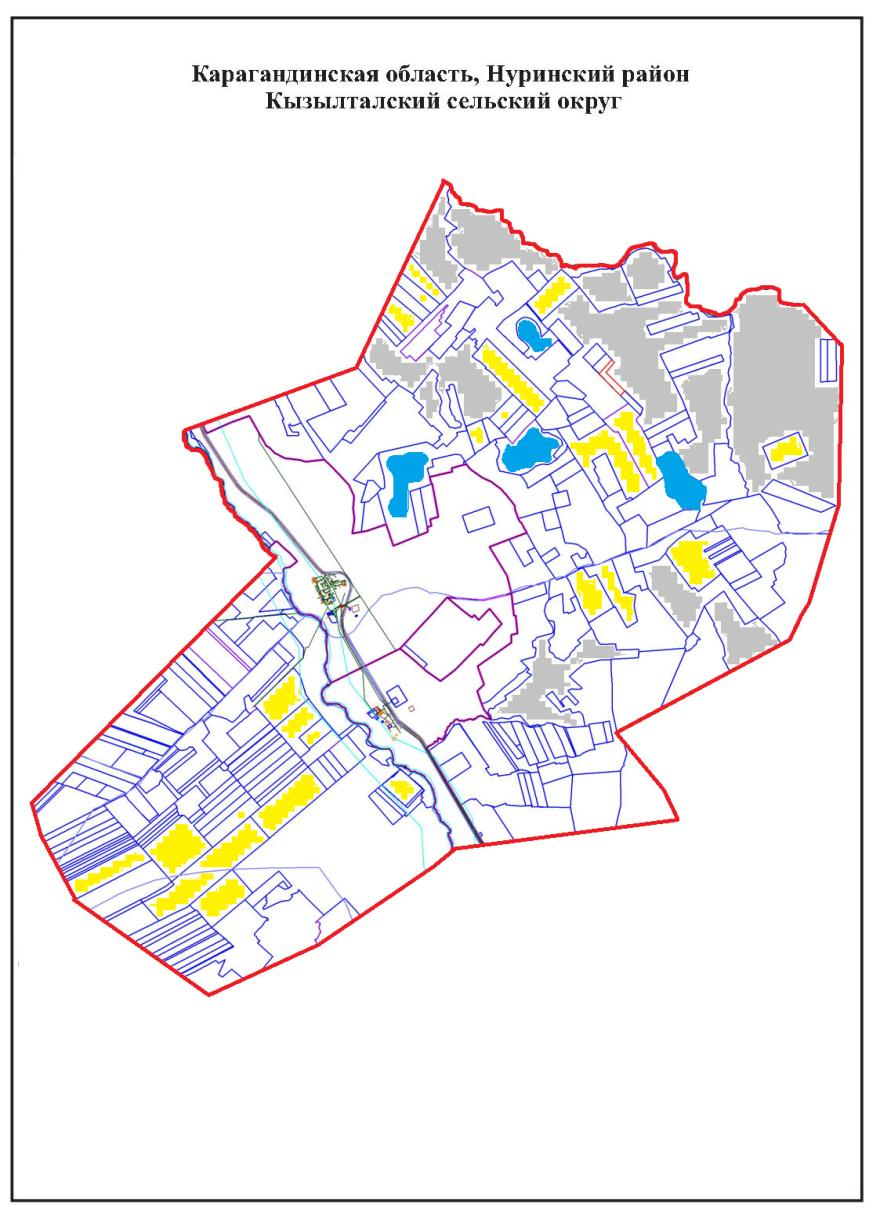 Карагандинская область, Нуринский район
Кызылталский сельский округ